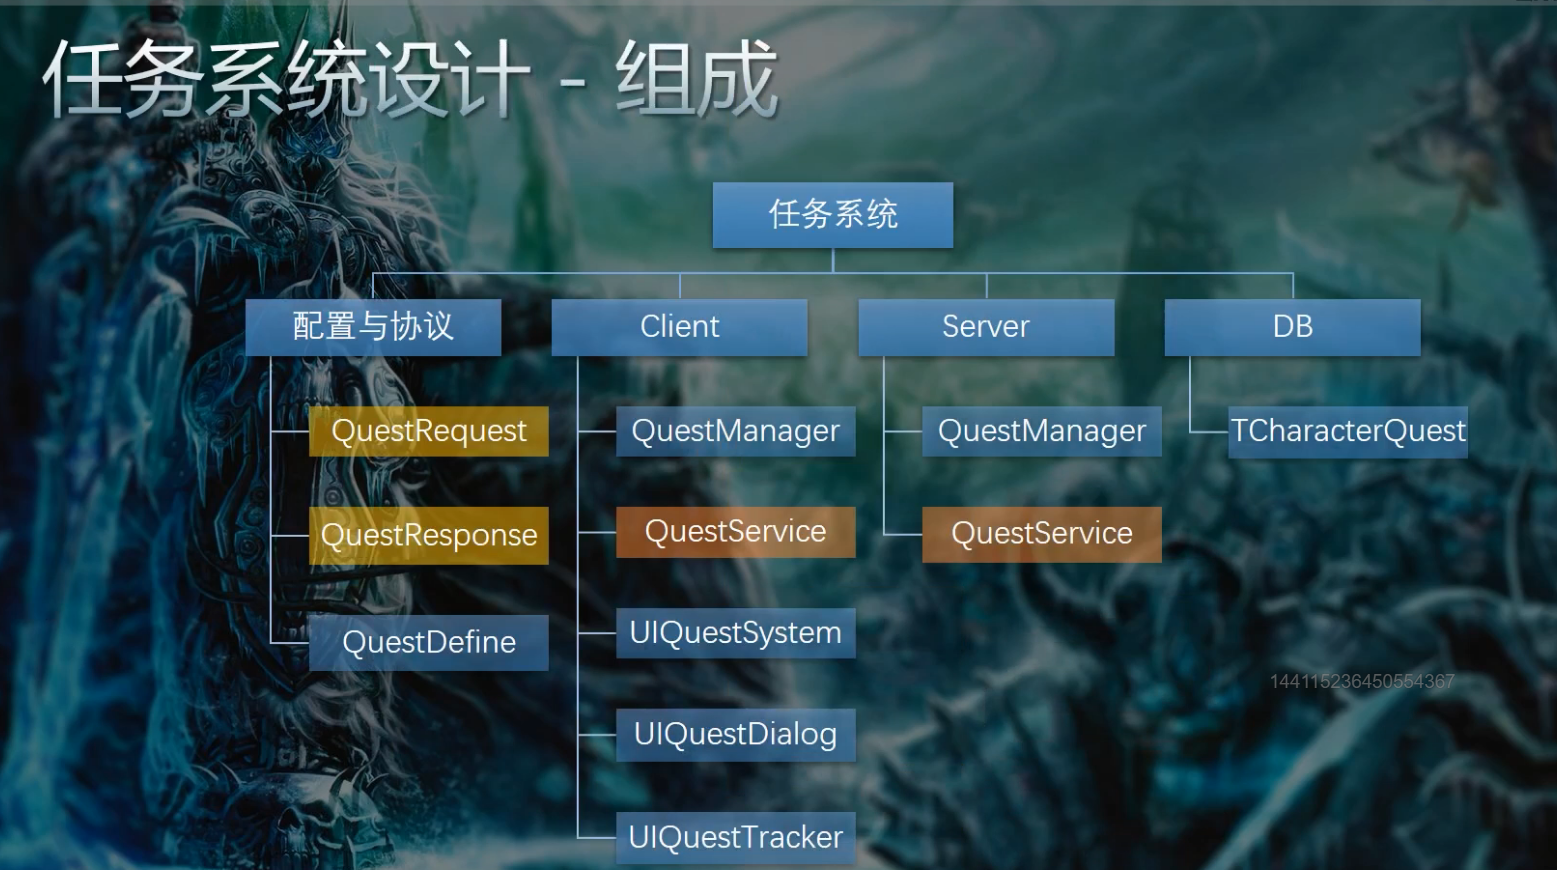 任务系统设计 - 组成
任务系统
配置与协议
Client
Server
DB
QuestRequest
QuestManager
QuestManager
TCharacterQuest
QuestResponse
QuestService
QuestService
QuestDefine
UIQuestSystem
144115236450554367
UIQuestDialog
UIQuestTracker